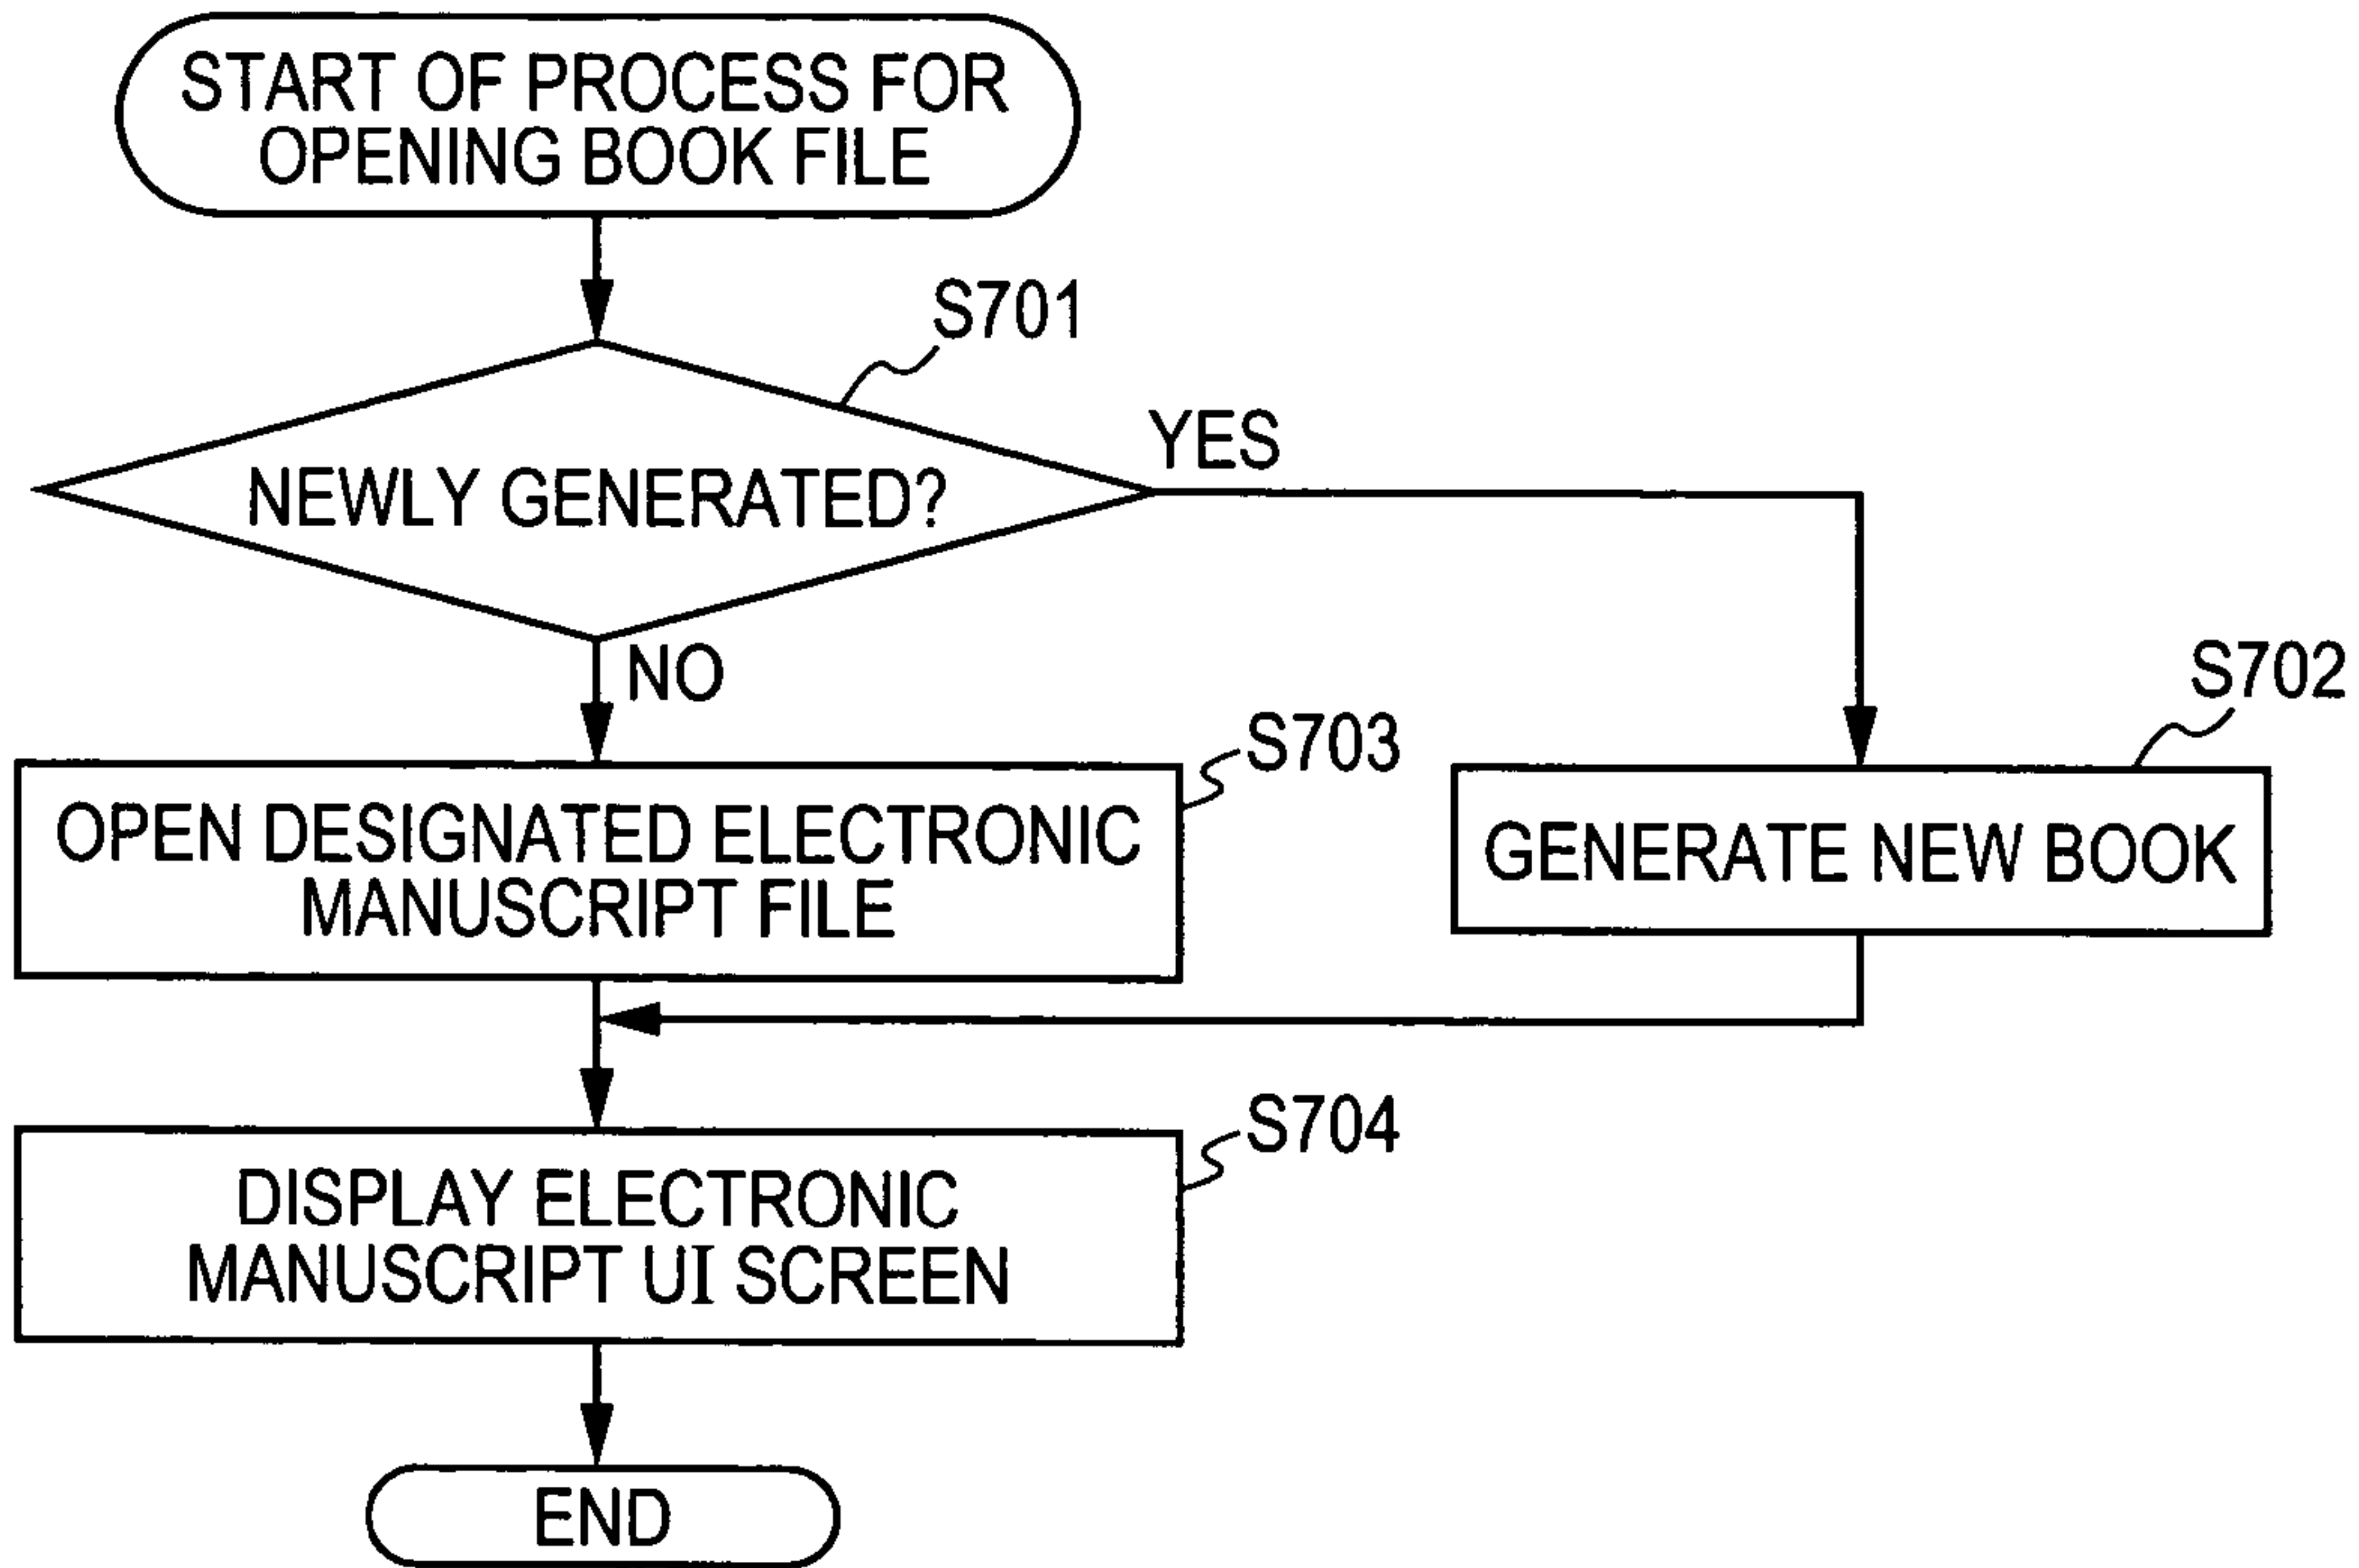 START OF PROCESS FOR
OPENING BOOK FILE
S701
NEWLY GENERATED?
YES
NO
S702
S703
OPEN DESIGNATED ELECTRONIC
MANUSCRIPT FILE
GENERATE NEW BOOK
S704
DISPLAY ELECTRONIC
MANUSCRIPT UI SCREEN
END